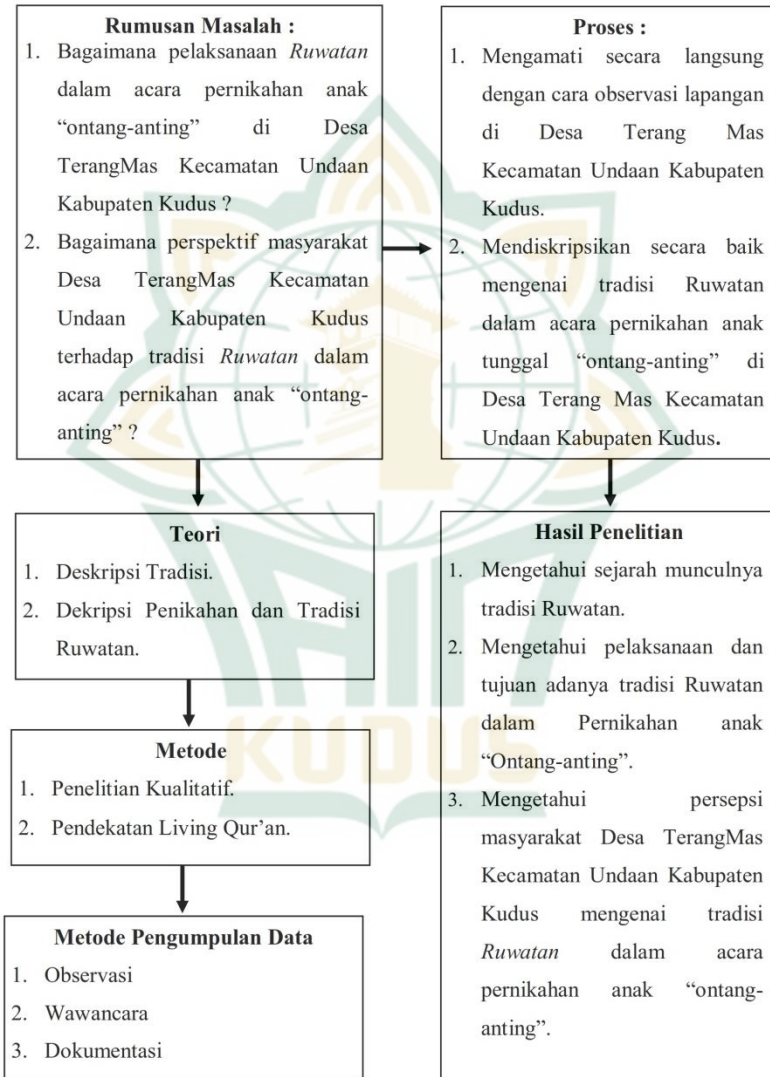 Rumusan Masalah :
1. Bagaimana pelaksanaan Ruwatan
dalam acara pernikahan anak
“ontang-anting” di Desa
TerangMas Kecamatan Undaan
Kabupaten Kudus ?
2. Bagaimana perspektif masyarakat
Desa TerangMas Kecamatan
Undaan Kabupaten Kudus
terhadap tradisi Ruwatan dalam
acara pernikahan anak “ontang-
anting” ?
Proses :
1. Mengamati secara langsung
dengan cara observasi lapangan
di Desa Terang Mas
Kecamatan Undaan Kabupaten
Kudus.
2. Mendiskripsikan secara baik
mengenai tradisi Ruwatan
dalam acara pernikahan anak
tunggal “ontang-anting” di
Desa Terang Mas Kecamatan
Undaan Kabupaten Kudus.
Teori
1. Deskripsi Tradisi.
2. Dekripsi Penikahan dan Tradisi
Ruwatan.
Metode
1. Penelitian Kualitatif.
2. Pendekatan Living Qur’an.
Metode Pengumpulan Data
1. Observasi
2. Wawancara
3. Dokumentasi
Hasil Penelitian
1. Mengetahui sejarah munculnya
tradisi Ruwatan.
2. Mengetahui pelaksanaan dan
tujuan adanya tradisi Ruwatan
dalam Pernikahan anak
“Ontang-anting”.
3. Mengetahui persepsi
masyarakat Desa TerangMas
Kecamatan Undaan Kabupaten
Kudus mengenai tradisi
Ruwatan dalam acara
pernikahan anak “ontang-
anting”.
IAIN
KUDUS